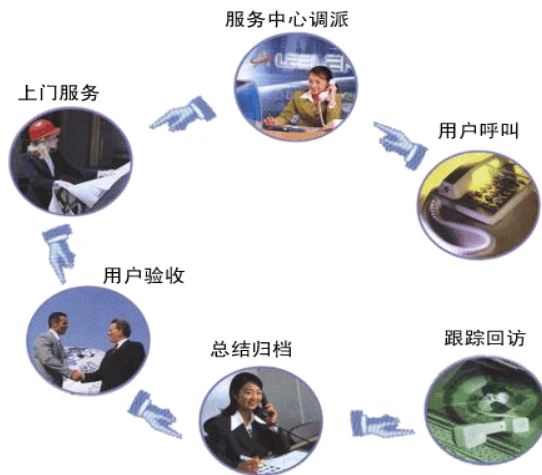 服务中心调派
上门服务
用户呼叫
用户验收
总结归档
跟踪回访